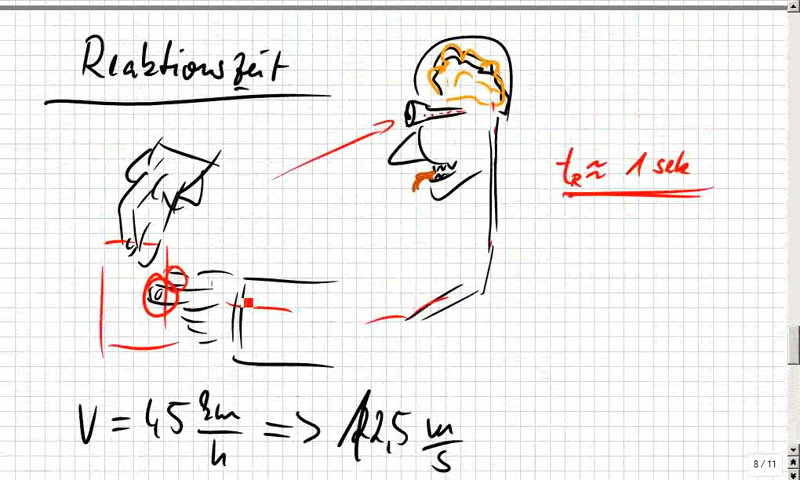 Reaktionszeit
tR ≈ 1 sek
V = 45 km/h => 12,5 m/s
8 / 11